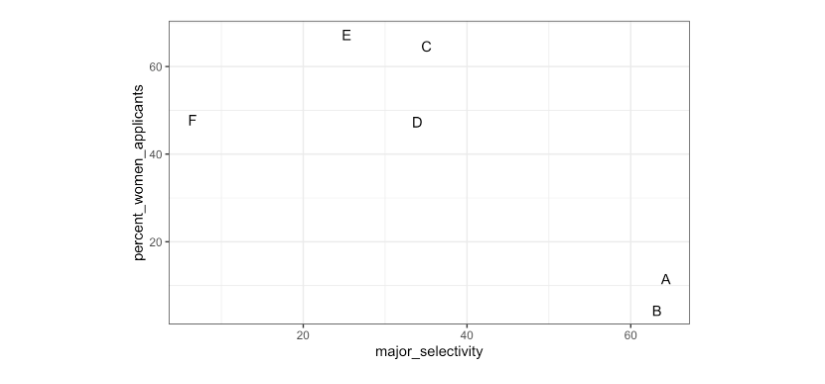 E
C
60
F
D
40
20
A
B
percent_women_applicants
20 40 60
major_selectivity